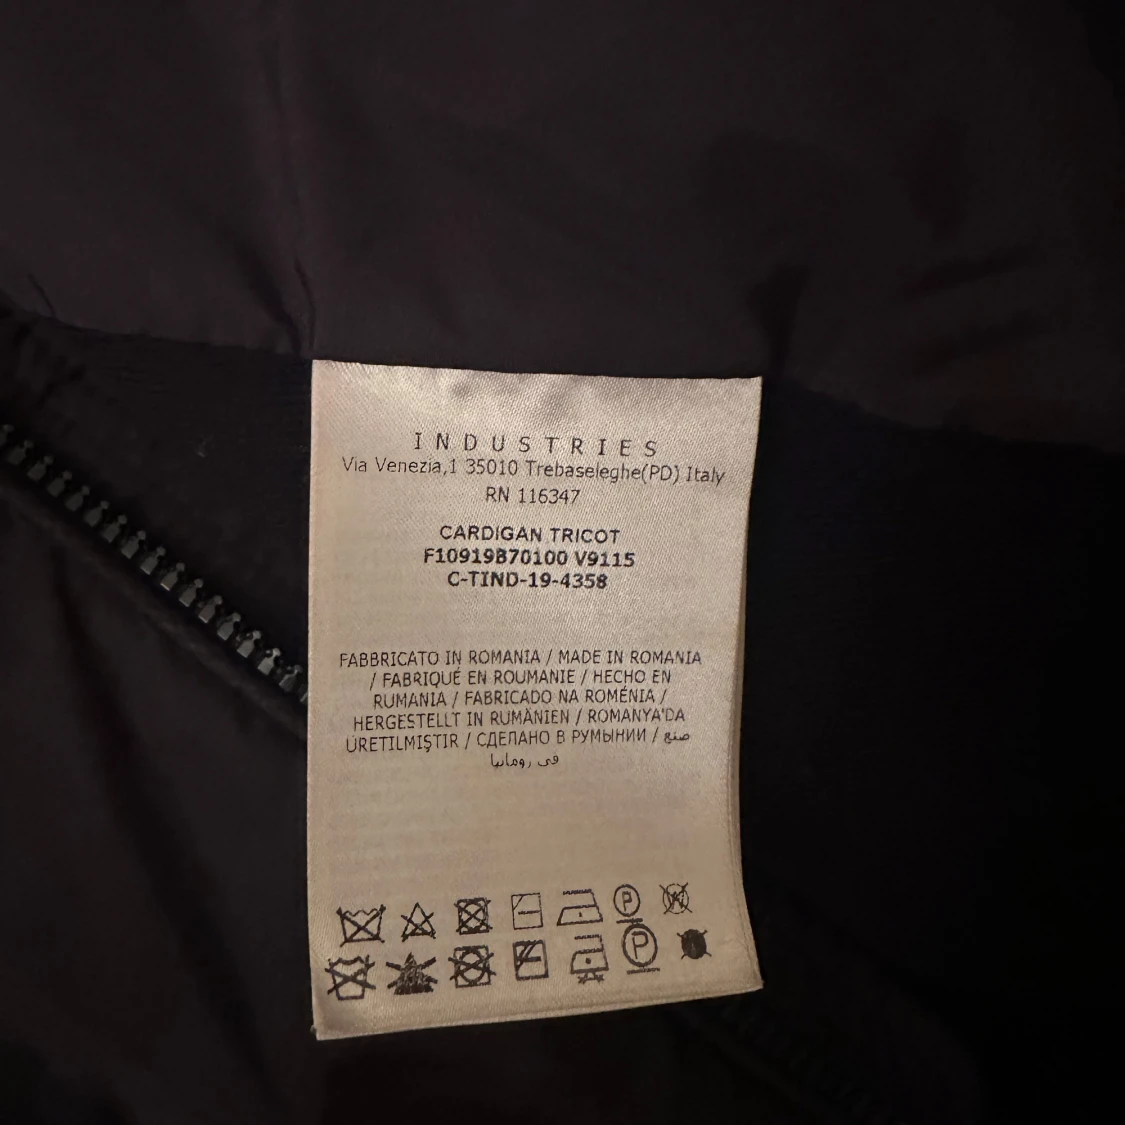 INDUSTRIES
Via Venezia,1 35010 Trebaseleghe(PD) Italy
RN 116347
CARDIGAN TRICOT
F10919B70100 V9115
C-TIND-19-4358
FABBRICATO IN ROMANIA / MADE IN ROMANIA
/ FABRIQUÉ EN ROUMANIE / HECHO EN
RUMANIA / FABRICADO NA ROMÉNIA /
HERGESTELLT IN RUMÄNIEN / ROMANYA'DA
ÜRETILMIŞTIR / СДЕЛАНО В РУМЫНИИ / صنع
في رومانيا
P W
P